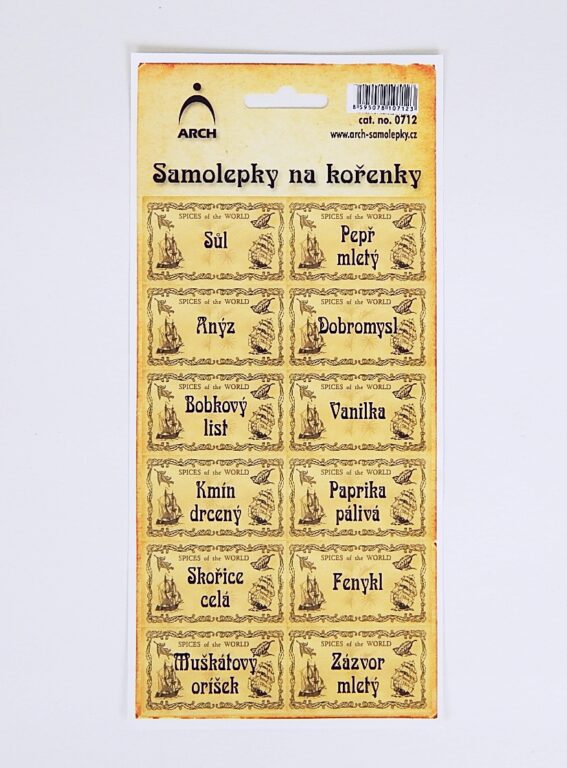 ARCH
8 595078 107123
cat. no. 0712
www.arch-samolepky.cz
Samolepky na kořenky
SPICES of the WORLD
Sůl
SPICES of the WORLD
Pepř
mletý
SPICES of the WORLD
Anýz
SPICES of the WORLD
Dobromysl
SPICES of the WORLD
Bobkový
list
SPICES of the WORLD
Vanilka
SPICES of the WORLD
Kmín
drcený
SPICES of the WORLD
Paprika
pálivá
SPICES of the WORLD
Skořice
celá
SPICES of the WORLD
Fenykl
SPICES of the WORLD
Muškátový
oríšek
SPICES of the WORLD
Zázvor
mletý